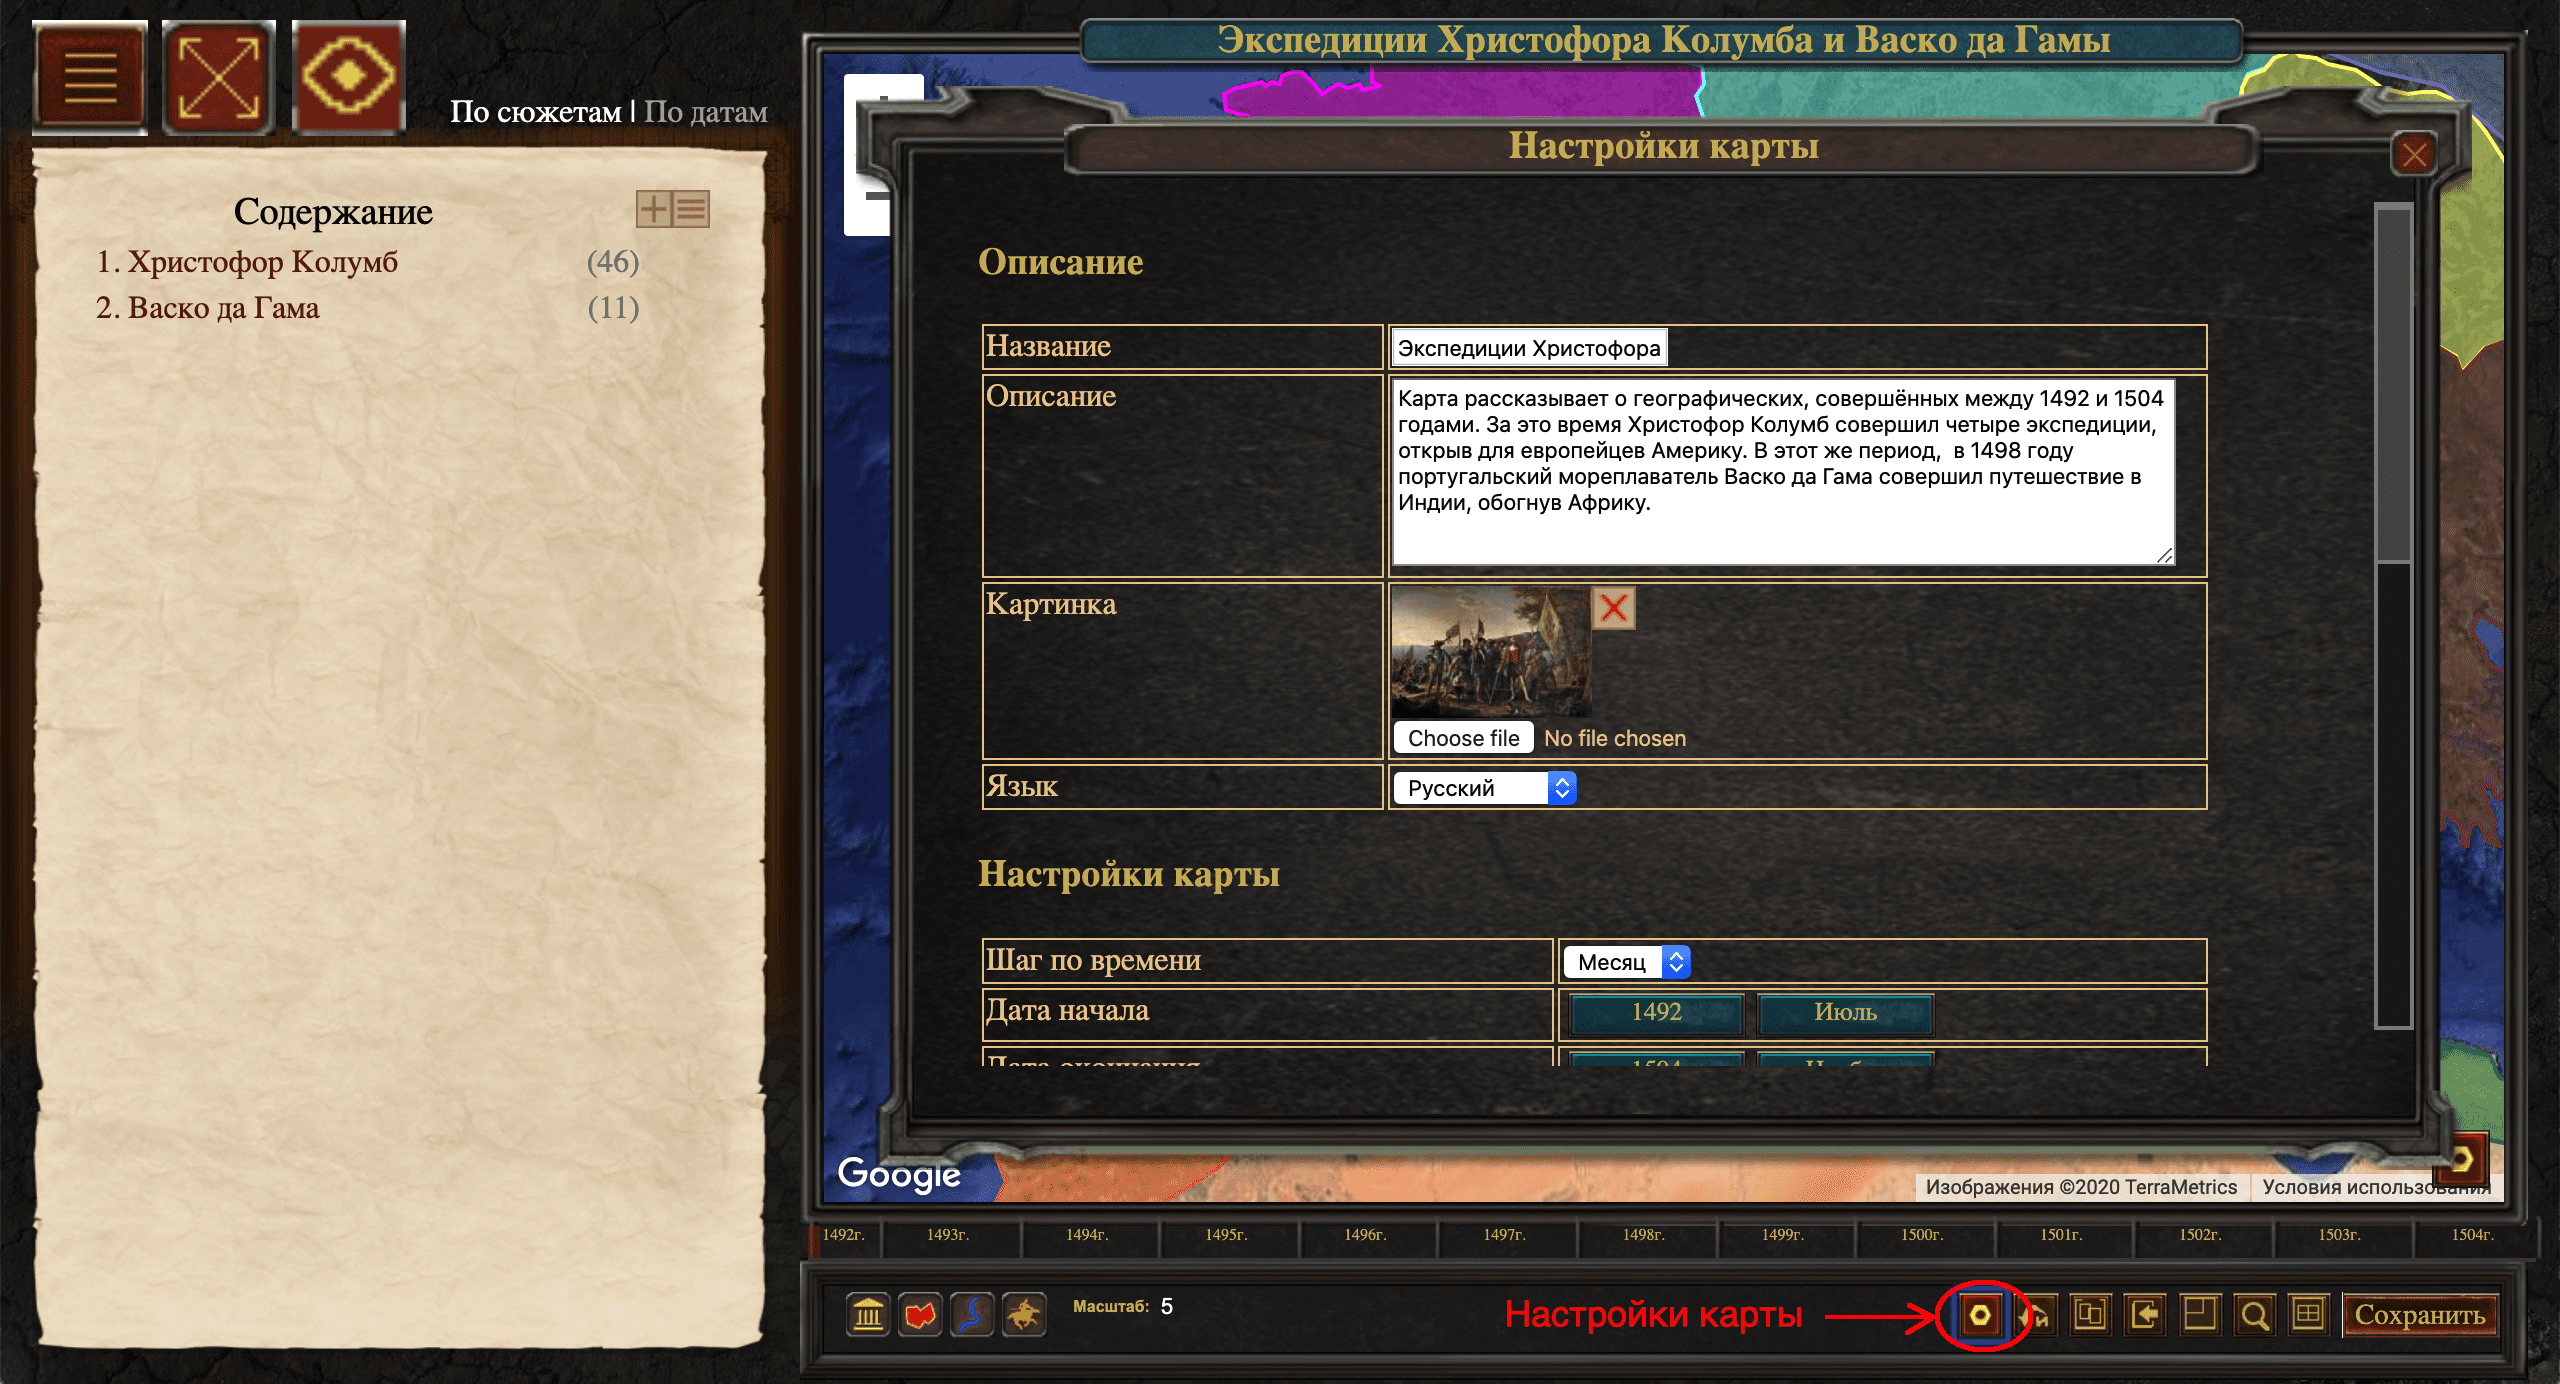 Экспедиции Христофора Колумба и Васко да Гамы
По сюжетам | По датам
Настройки карты
Содержание
1. Христофор Колумб (46)
2. Васко да Гама (11)
Описание
Название Экспедиции Христофора
Описание
Карта рассказывает о географических, совершённых между 1492 и 1504
годами. За это время Христофор Колумб совершил четыре экспедиции,
открыв для европейцев Америку. В этот же период,  в 1498 году
португальский мореплаватель Васко да Гама совершил путешествие в
Индии, обогнув Африку.
Картинка
Choose file No file chosen
Язык Русский
Настройки карты
Шаг по времени Месяц
Дата начала 1492 Июль
Google
Изображения ©2020 TerraMetrics Условия использования
1492г. 1493г. 1494г. 1495г. 1496г. 1497г. 1498г. 1499г. 1500г. 1501г. 1502г. 1503г. 1504г.
Масштаб: 5
Настройки карты
Сохранить